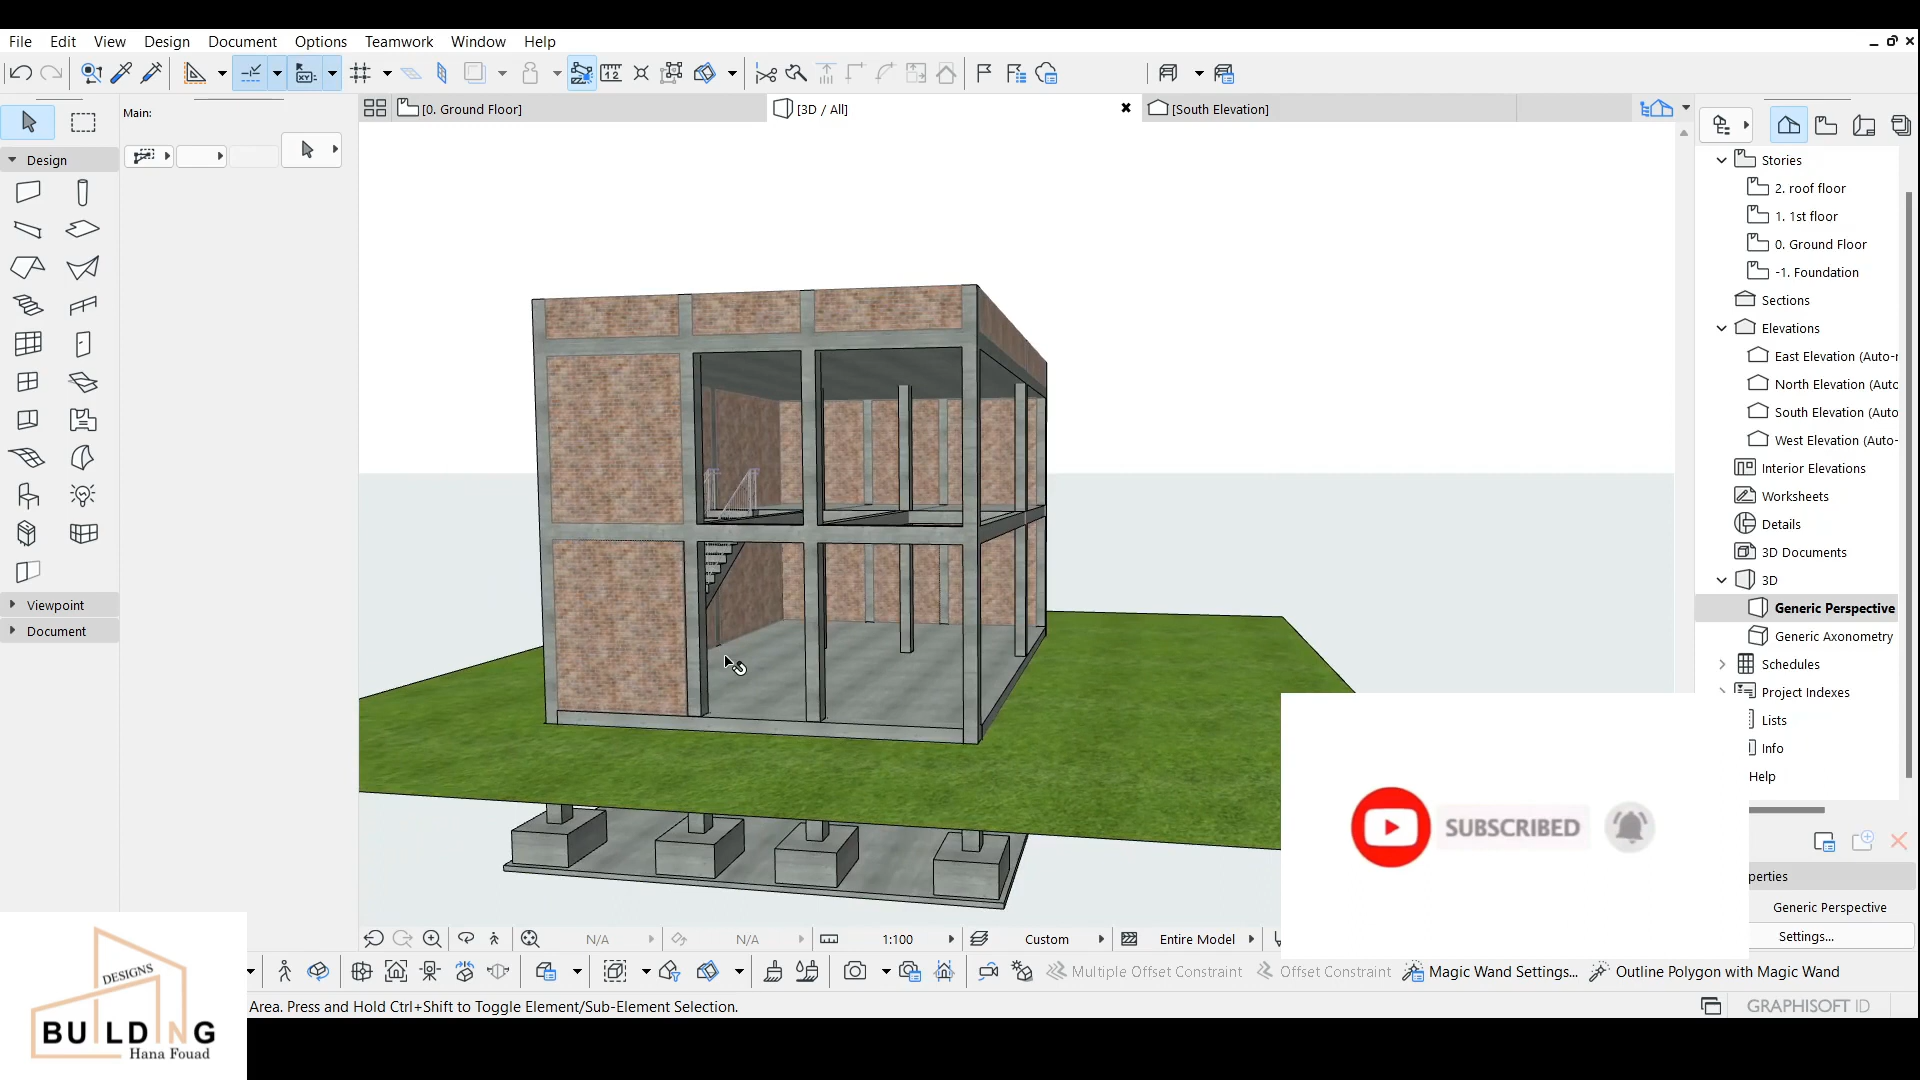 File Edit View Design Document Options Teamwork Window Help
[0. Ground Floor]
[3D / All]
[South Elevation]
Main:
Design
Viewpoint
Document
Stories
2. roof floor
1. 1st floor
0. Ground Floor
-1. Foundation
Sections
Elevations
East Elevation (Auto-r
North Elevation (Auto
South Elevation (Auto
West Elevation (Auto-
Interior Elevations
Worksheets
Details
3D Documents
3D
Generic Perspective
Generic Axonometry
Schedules
Project Indexes
Lists
Info
Help
SUBSCRIBED
perties
Generic Perspective
Settings...
N/A
N/A
1:100
Custom
Entire Model
Multiple Offset Constraint
Offset Constraint
Magic Wand Settings...
Outline Polygon with Magic Wand
Area. Press and Hold Ctrl+Shift to Toggle Element/Sub-Element Selection.
GRAPHISOFT ID
DESIGNS
BUILDING
Hana Fouad